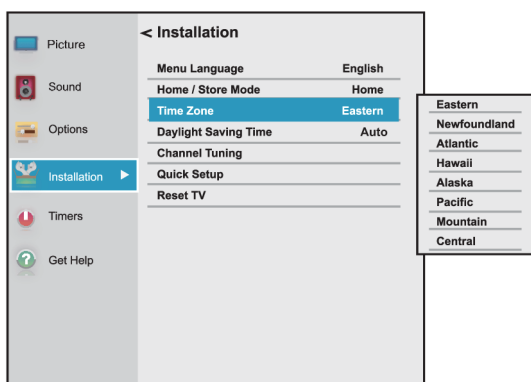 Picture
Sound
Options
Installation
Timers
Get Help
< Installation
Menu Language English
Home / Store Mode Home
Time Zone Eastern
Daylight Saving Time Auto
Channel Tuning
Quick Setup
Reset TV
Eastern
Newfoundland
Atlantic
Hawaii
Alaska
Pacific
Mountain
Central